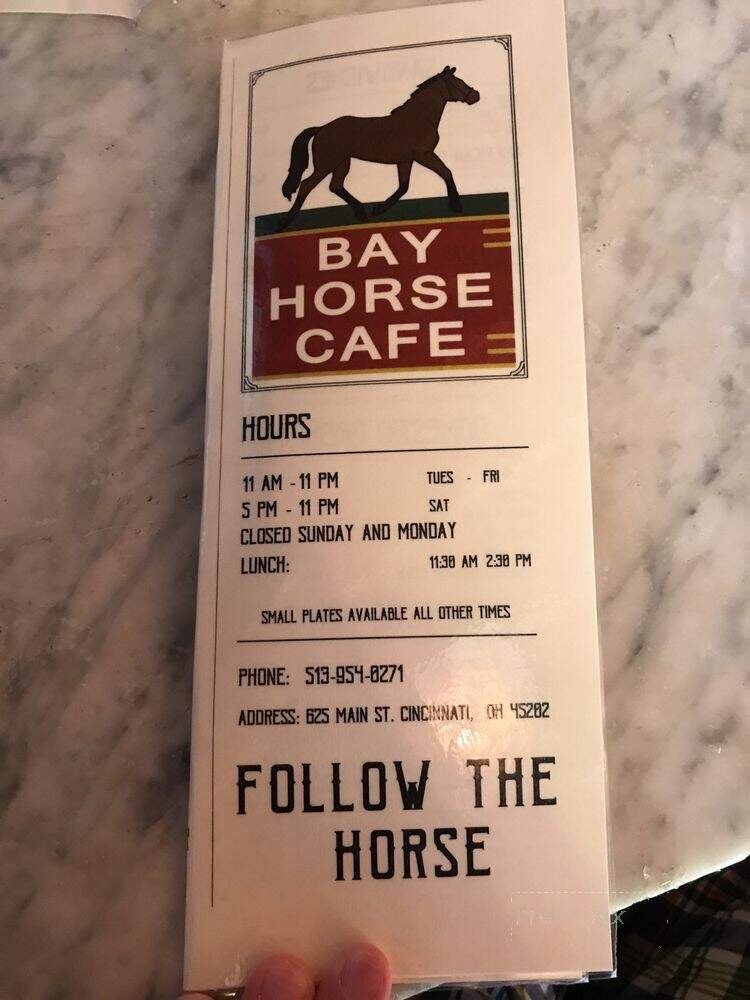 BAY
HORSE
CAFE
HOURS
11 AM - 11 PM TUES - FRI
5 PM - 11 PM SAT
CLOSED SUNDAY AND MONDAY
LUNCH: 11:30 AM 2:30 PM
SMALL PLATES AVAILABLE ALL OTHER TIMES
PHONE: 513-954-0271
ADDRESS: 625 MAIN ST. CINCINNATI, OH 45202
FOLLOW THE
HORSE